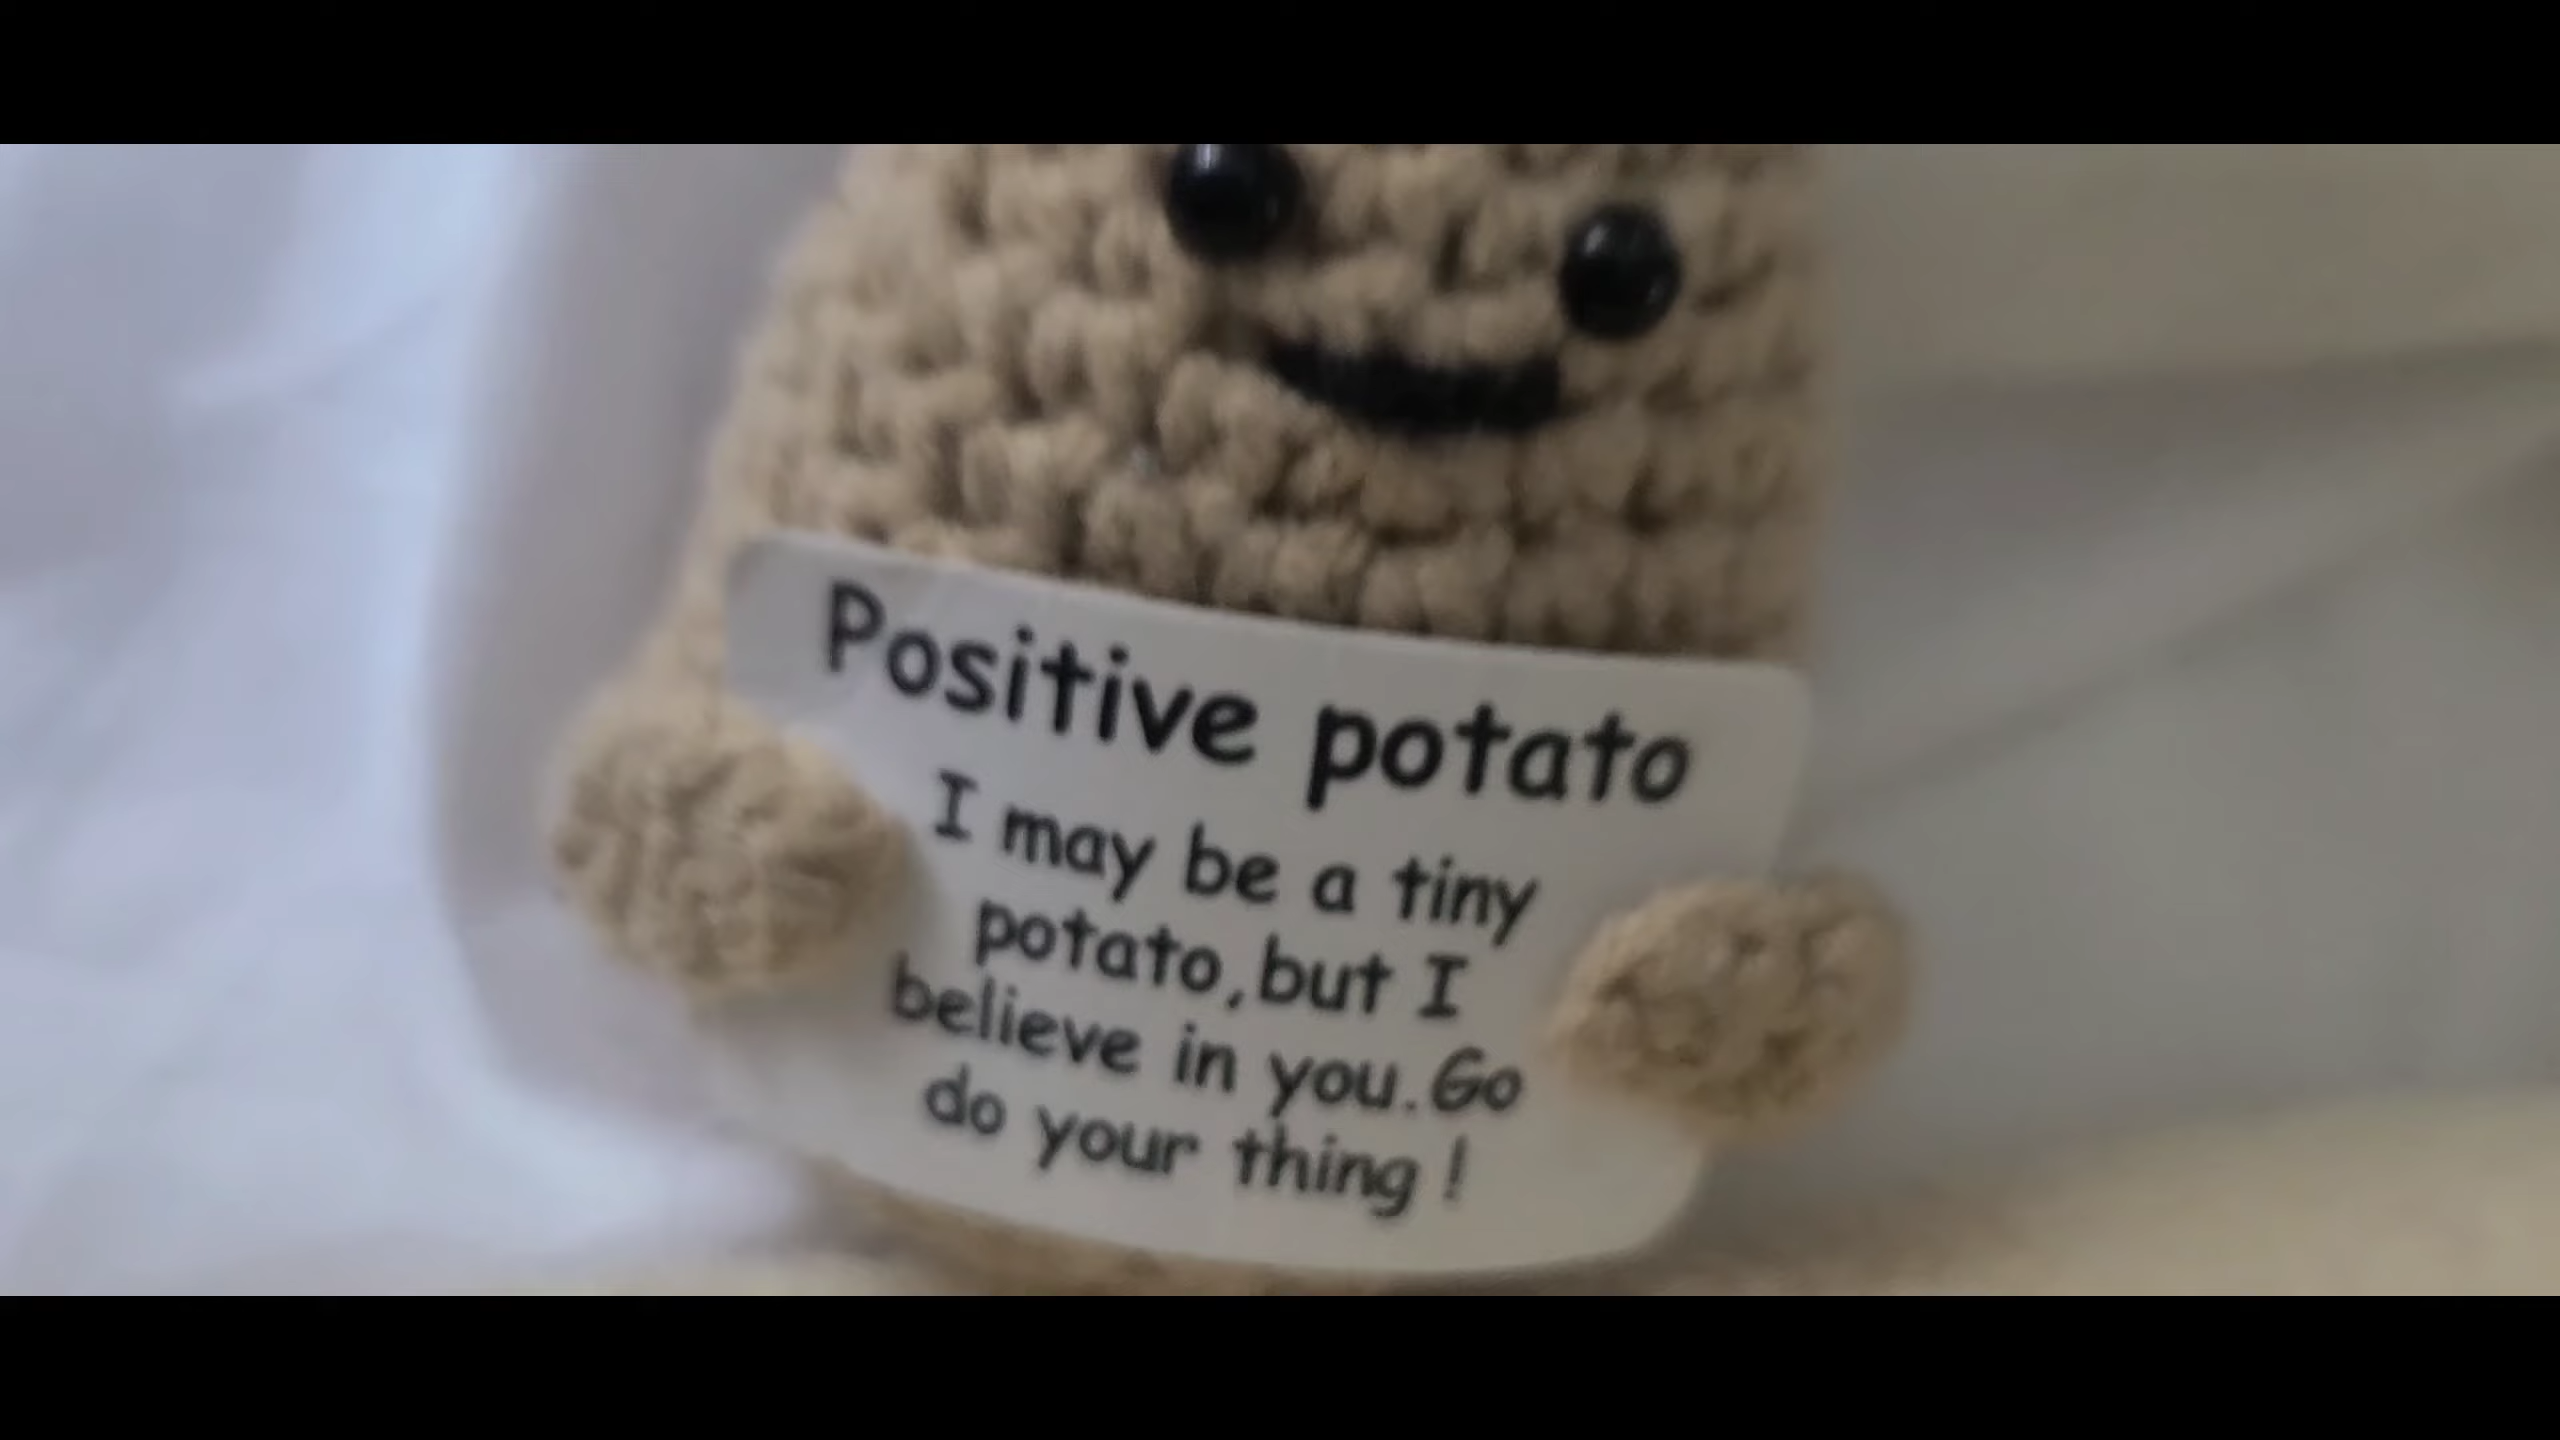 Positive potato
I may be a tiny
potato,but I
believe in you.Go
do your thing !